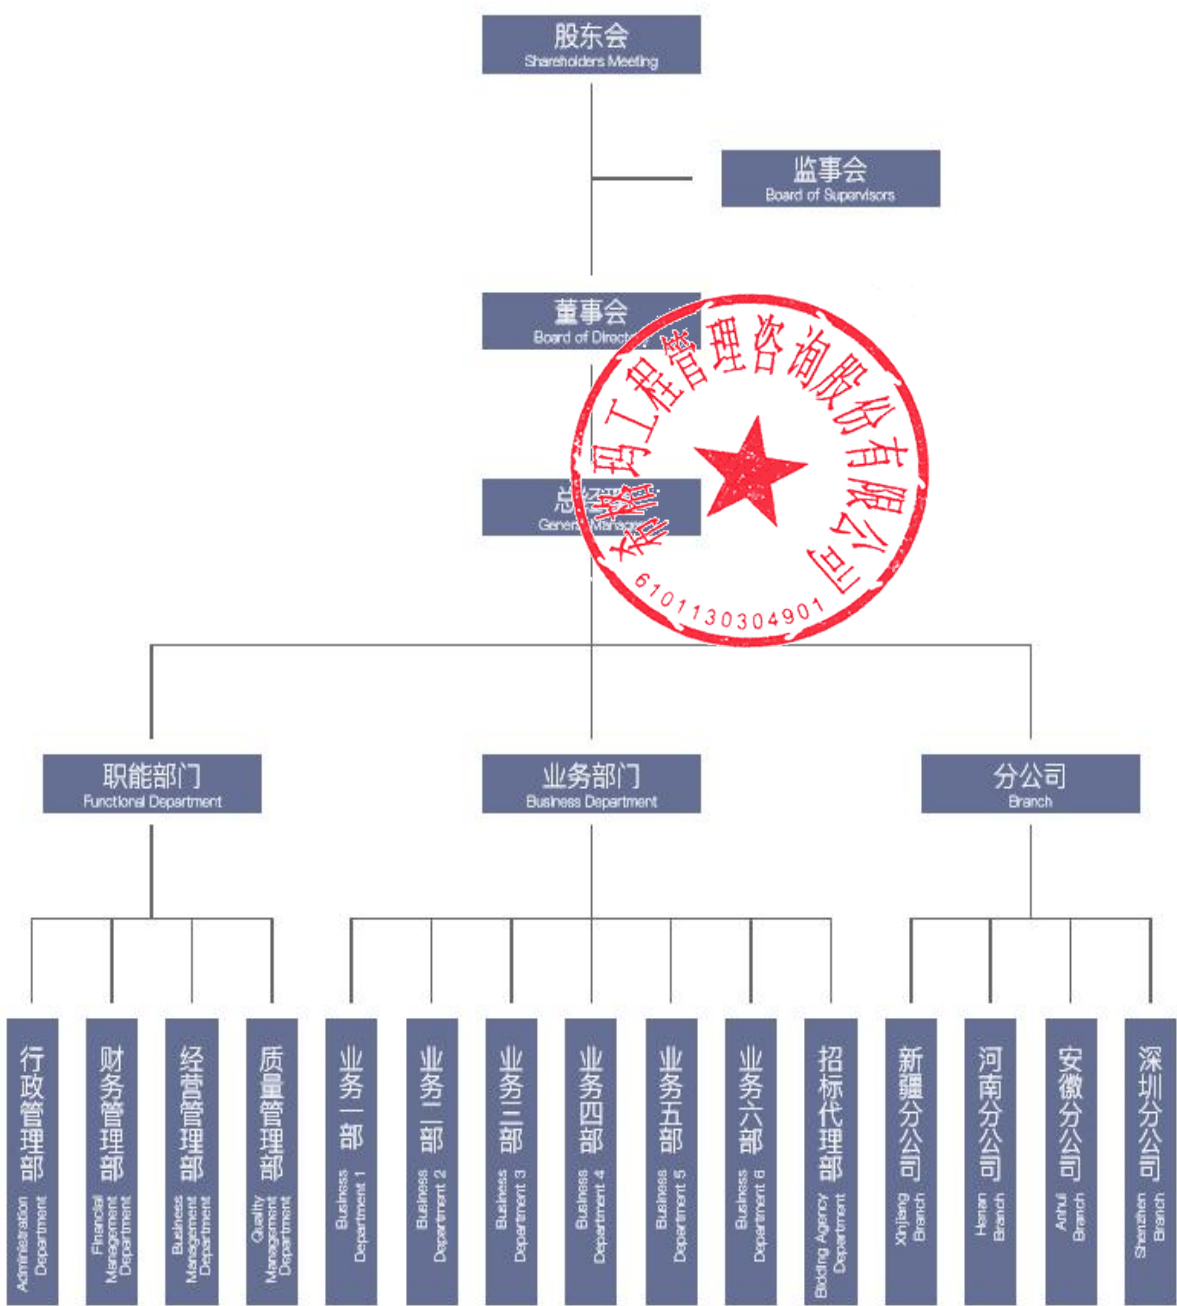 股东会
Shareholders Meeting
监事会
Board of Supervisors
董事会
Board of Direct
希格玛工程管理咨询股份有限公司
6101130304901
总经理
General Manager
职能部门
Functional Department
业务部门
Business Department
分公司
Branch
行政管理部
Administration
Department
财务管理部
Financial
Management
Department
经营管理部
Business
Management
Department
质量管理部
Quality
Management
Department
业务一部
Business
Department 1
业务二部
Business
Department 2
业务三部
Business
Department 3
业务四部
Business
Department 4
业务五部
Business
Department 5
业务六部
Business
Department 6
招标代理部
Bidding Agency
Department
新疆分公司
Xinjiang
Branch
河南分公司
Henan
Branch
安徽分公司
Anhui
Branch
深圳分公司
Shenzhen
Branch